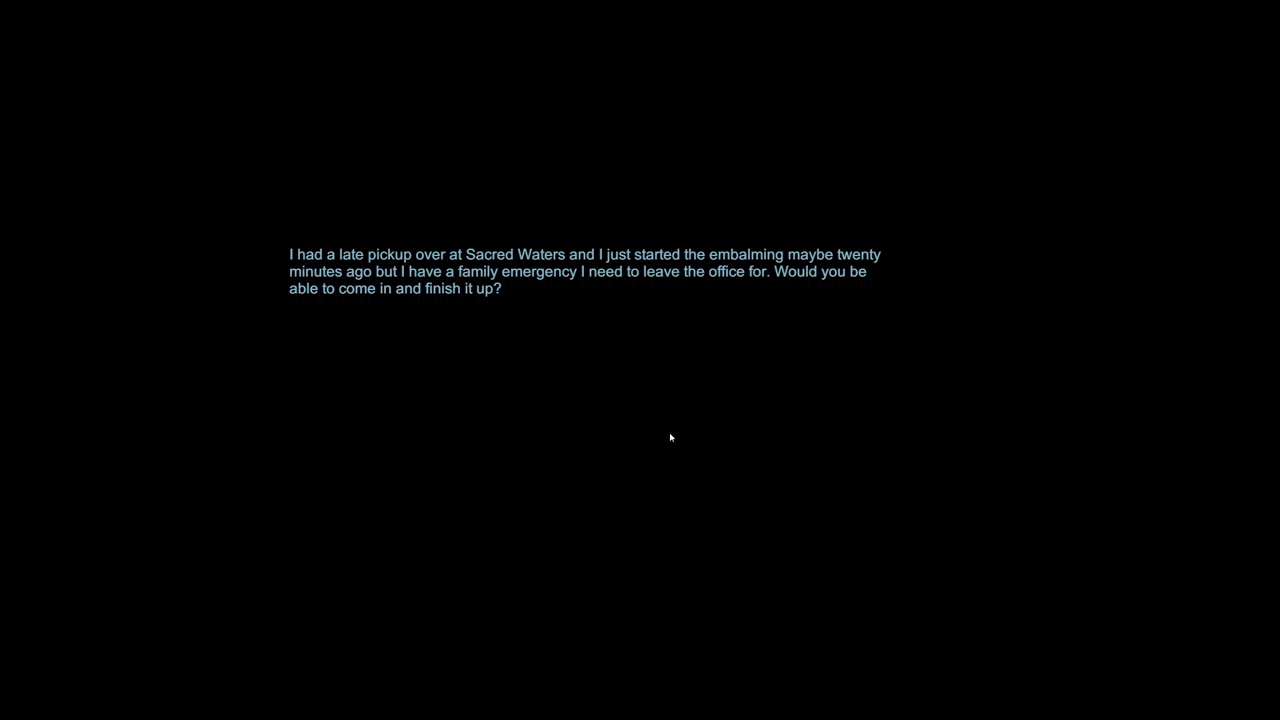 I had a late pickup over at Sacred Waters and I just started the embalming maybe twenty
minutes ago but I have a family emergency I need to leave the office for. Would you be
able to come in and finish it up?